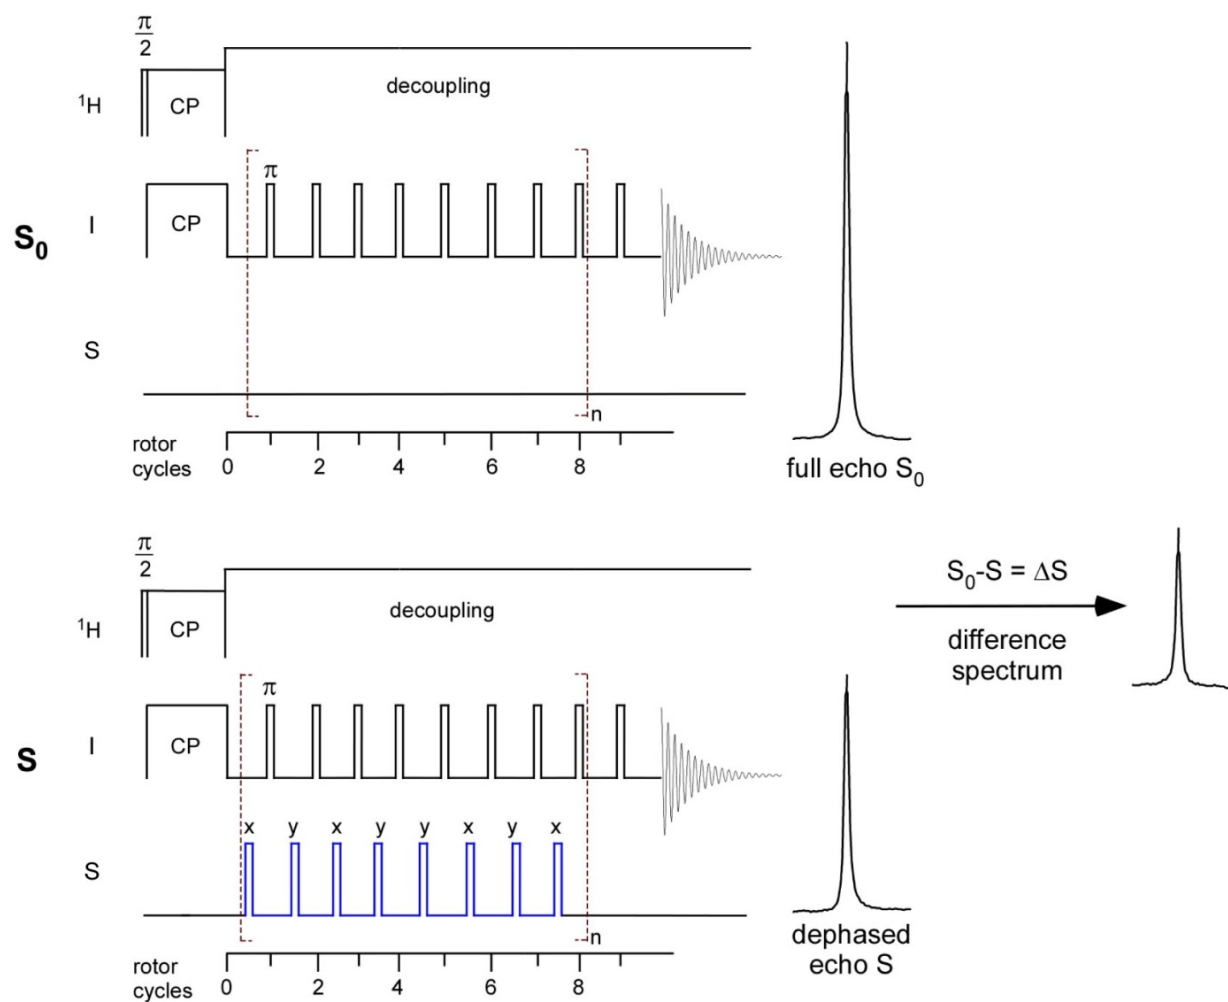 π
2
¹H
CP
decoupling
S₀
I
CP
π
S
n
rotor
cycles
0 2 4 6 8
full echo S₀
π
2
¹H
CP
decoupling
S₀-S = ΔS
difference
spectrum
S
I
CP
π
x y x y y x y x
S
n
rotor
cycles
0 2 4 6 8
dephased
echo S